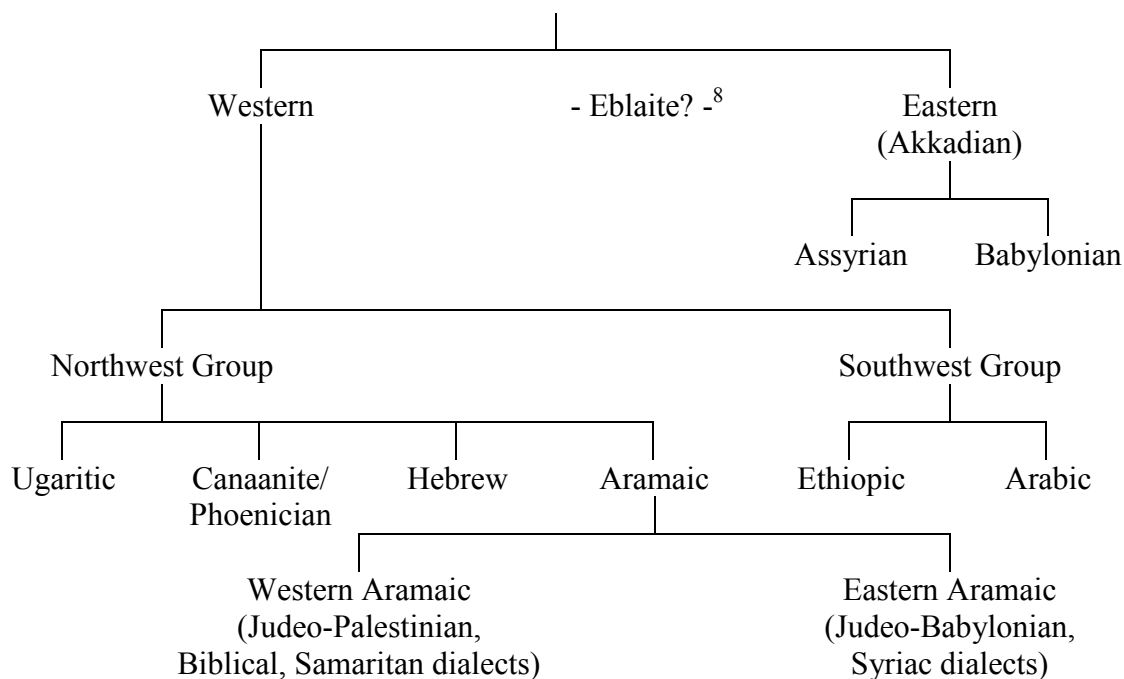 Western - Eblaite? -8 Eastern
(Akkadian)
Assyrian Babylonian
Northwest Group Southwest Group
Ugaritic Canaanite/ Hebrew Aramaic Ethiopic Arabic
Phoenician
Western Aramaic Eastern Aramaic
(Judeo-Palestinian, (Judeo-Babylonian,
Biblical, Samaritan dialects) Syriac dialects)